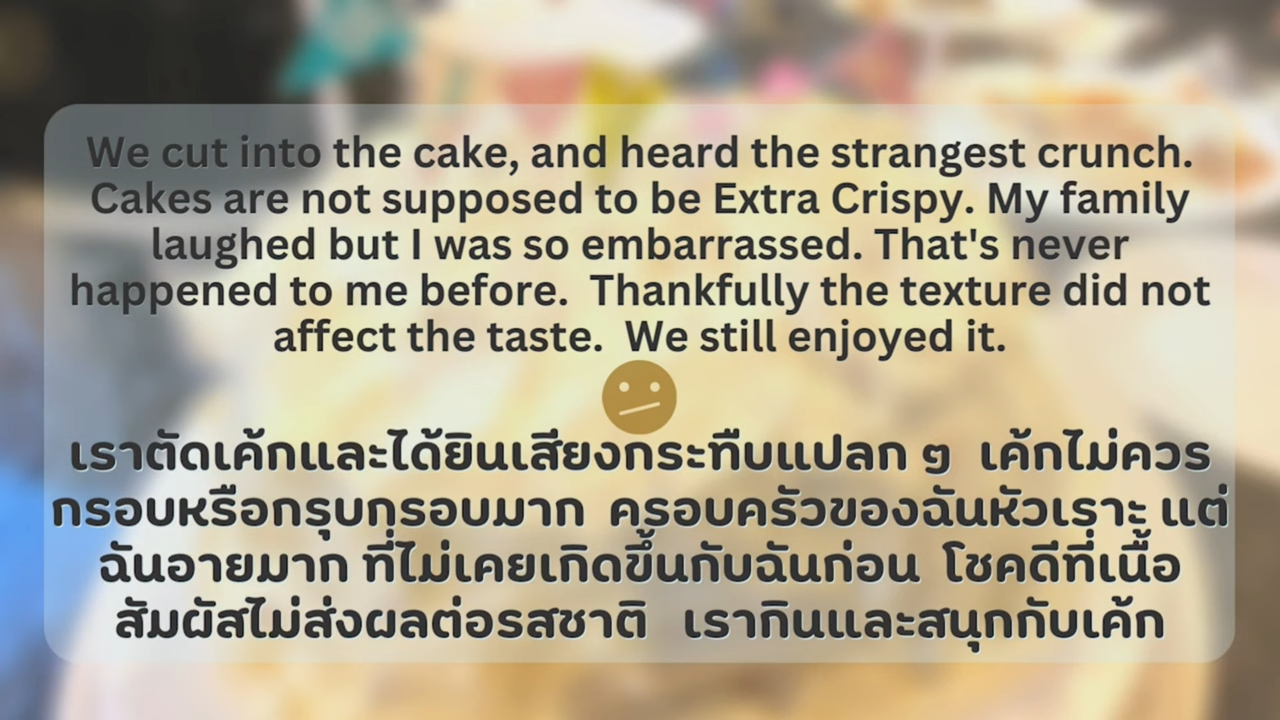 We cut into the cake, and heard the strangest crunch.
Cakes are not supposed to be Extra Crispy. My family
laughed but I was so embarrassed. That's never
happened to me before.  Thankfully the texture did not
affect the taste.  We still enjoyed it.
เราตัดเค้กและได้ยินเสียงกระทืบแปลก ๆ  เค้กไม่ควร
กรอบหรือกรุบกรอบมาก  ครอบครัวของฉันหัวเราะ แต่
ฉันอายมาก ที่ไม่เคยเกิดขึ้นกับฉันก่อน  โชคดีที่เนื้อ
สัมผัสไม่ส่งผลต่อรสชาติ   เรากินและสนุกกับเค้ก